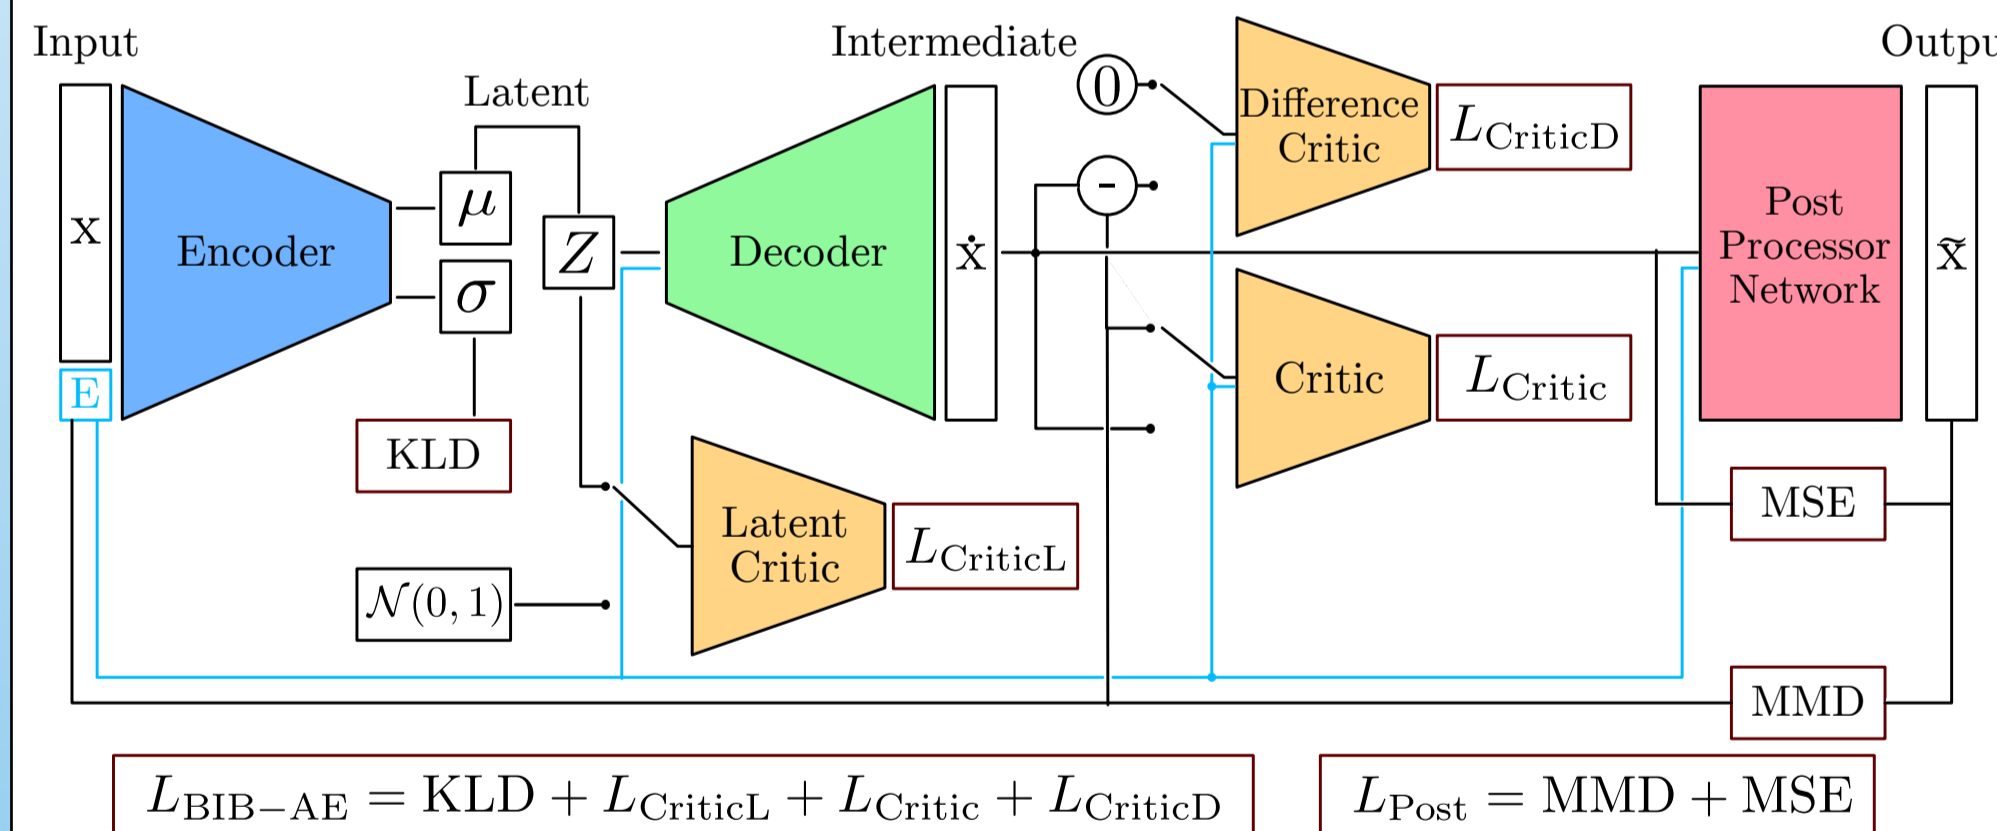 Input
Latent
Intermediate
Outpu
x
E
Encoder
μ
σ
KLD
𝒩(0, 1)
Z
Decoder
ẋ
Latent
Critic
L_CriticL
0
-
Difference
Critic
L_CriticD
Critic
L_Critic
Post
Processor
Network
x̃
MSE
MMD
L_BIB−AE = KLD + L_CriticL + L_Critic + L_CriticD
L_Post = MMD + MSE